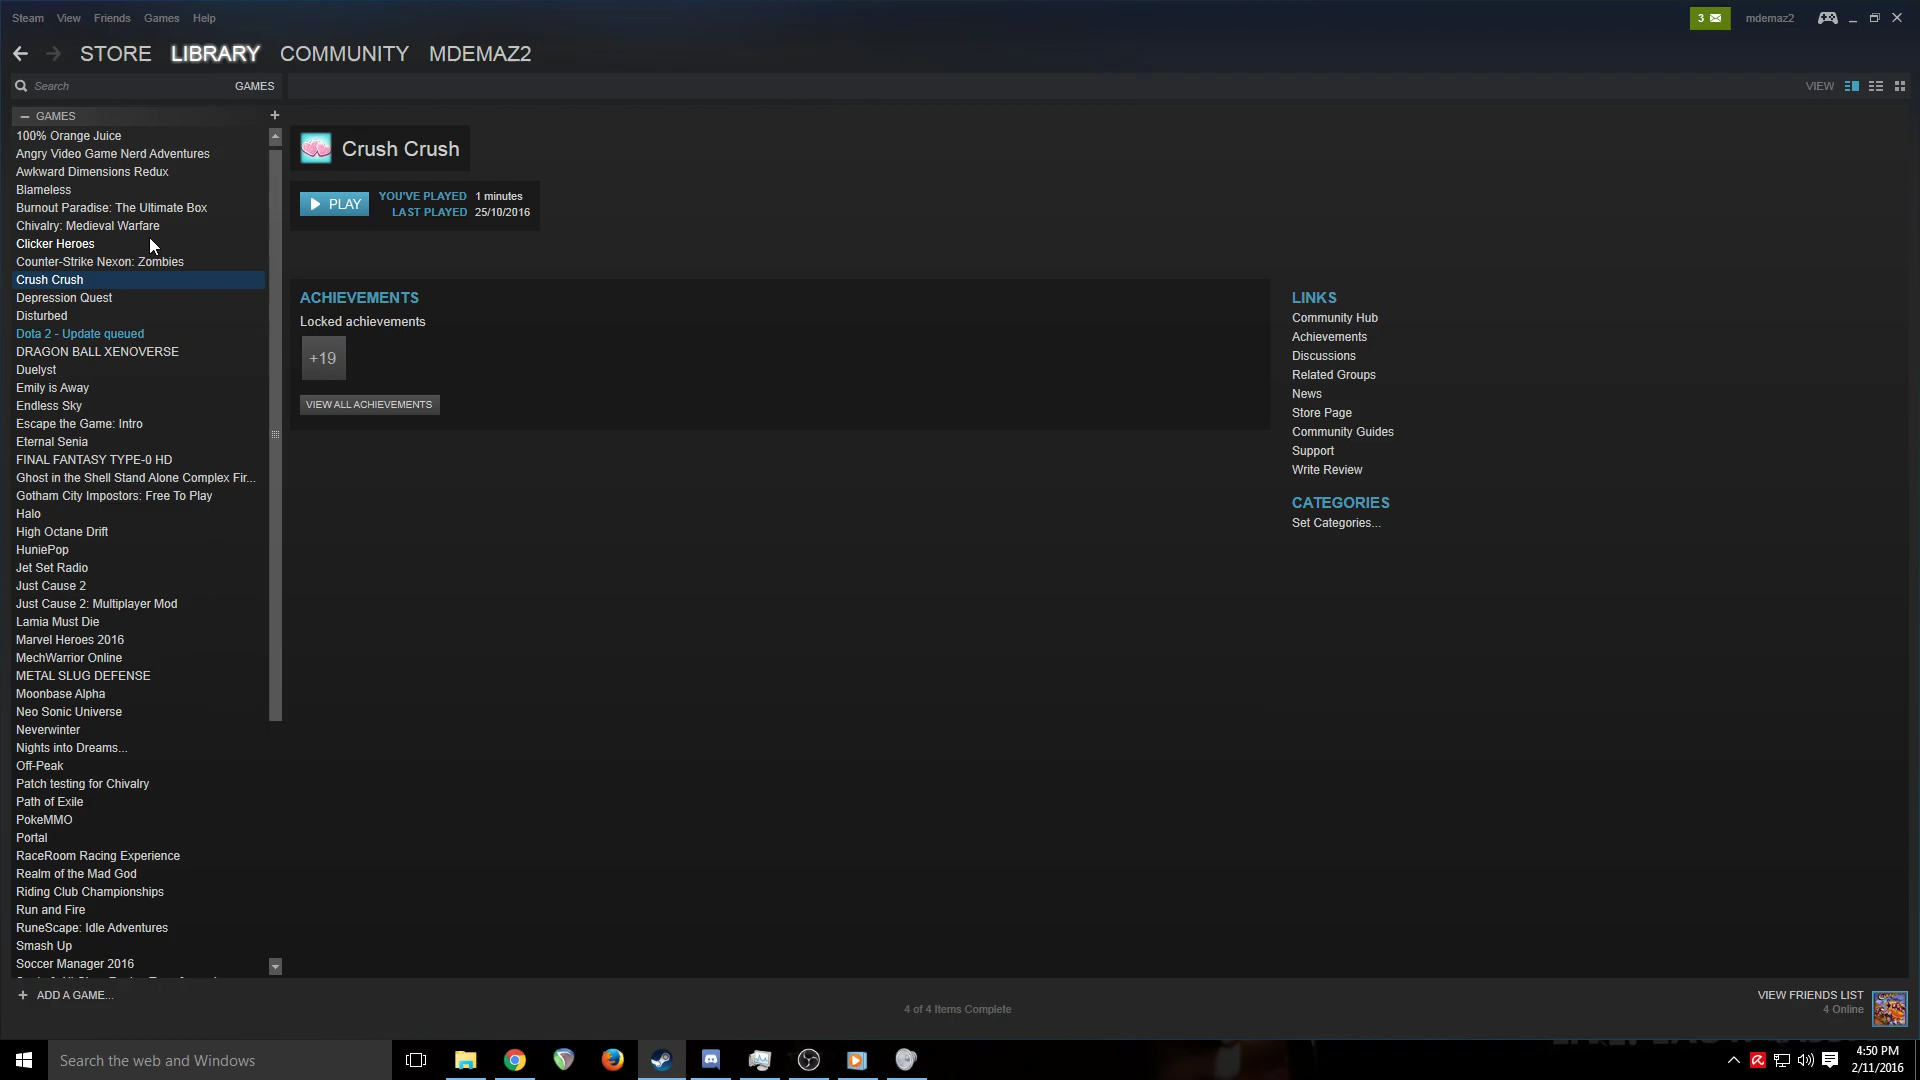 Steam View Friends Games Help
3 mdemaz2
STORE LIBRARY COMMUNITY MDEMAZ2
Search GAMES VIEW
GAMES
100% Orange Juice
Angry Video Game Nerd Adventures
Awkward Dimensions Redux
Blameless
Burnout Paradise: The Ultimate Box
Chivalry: Medieval Warfare
Clicker Heroes
Counter-Strike Nexon: Zombies
Crush Crush
Depression Quest
Disturbed
Dota 2 - Update queued
DRAGON BALL XENOVERSE
Duelyst
Emily is Away
Endless Sky
Escape the Game: Intro
Eternal Senia
FINAL FANTASY TYPE-0 HD
Ghost in the Shell Stand Alone Complex Fir...
Gotham City Impostors: Free To Play
Halo
High Octane Drift
HuniePop
Jet Set Radio
Just Cause 2
Just Cause 2: Multiplayer Mod
Lamia Must Die
Marvel Heroes 2016
MechWarrior Online
METAL SLUG DEFENSE
Moonbase Alpha
Neo Sonic Universe
Neverwinter
Nights into Dreams...
Off-Peak
Patch testing for Chivalry
Path of Exile
PokeMMO
Portal
RaceRoom Racing Experience
Realm of the Mad God
Riding Club Championships
Run and Fire
RuneScape: Idle Adventures
Smash Up
Soccer Manager 2016
Crush Crush
PLAY
YOU'VE PLAYED 1 minutes
LAST PLAYED 25/10/2016
ACHIEVEMENTS
Locked achievements
+19
VIEW ALL ACHIEVEMENTS
LINKS
Community Hub
Achievements
Discussions
Related Groups
News
Store Page
Community Guides
Support
Write Review
CATEGORIES
Set Categories...
+ ADD A GAME...
4 of 4 Items Complete
VIEW FRIENDS LIST
4 Online
Search the web and Windows
4:50 PM
2/11/2016